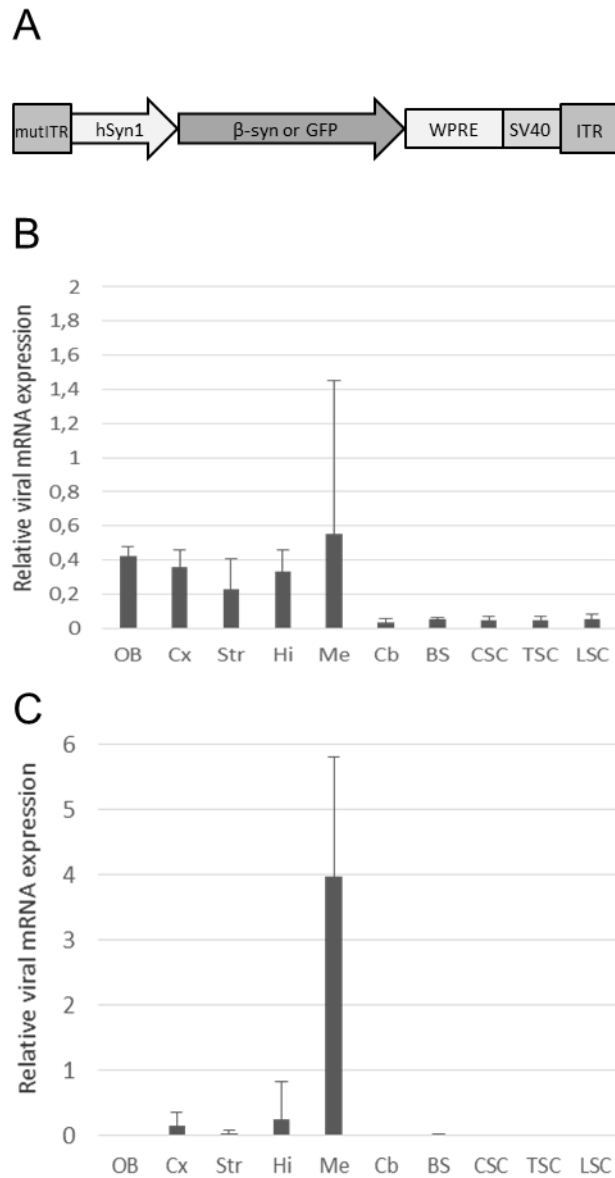 A
mutITR hSyn1 β-syn or GFP WPRE SV40 ITR
B
Relative viral mRNA expression
2
1,8
1,6
1,4
1,2
1
0,8
0,6
0,4
0,2
0
OB Cx Str Hi Me Cb BS CSC TSC LSC
C
Relative viral mRNA expression
6
5
4
3
2
1
0
OB Cx Str Hi Me Cb BS CSC TSC LSC